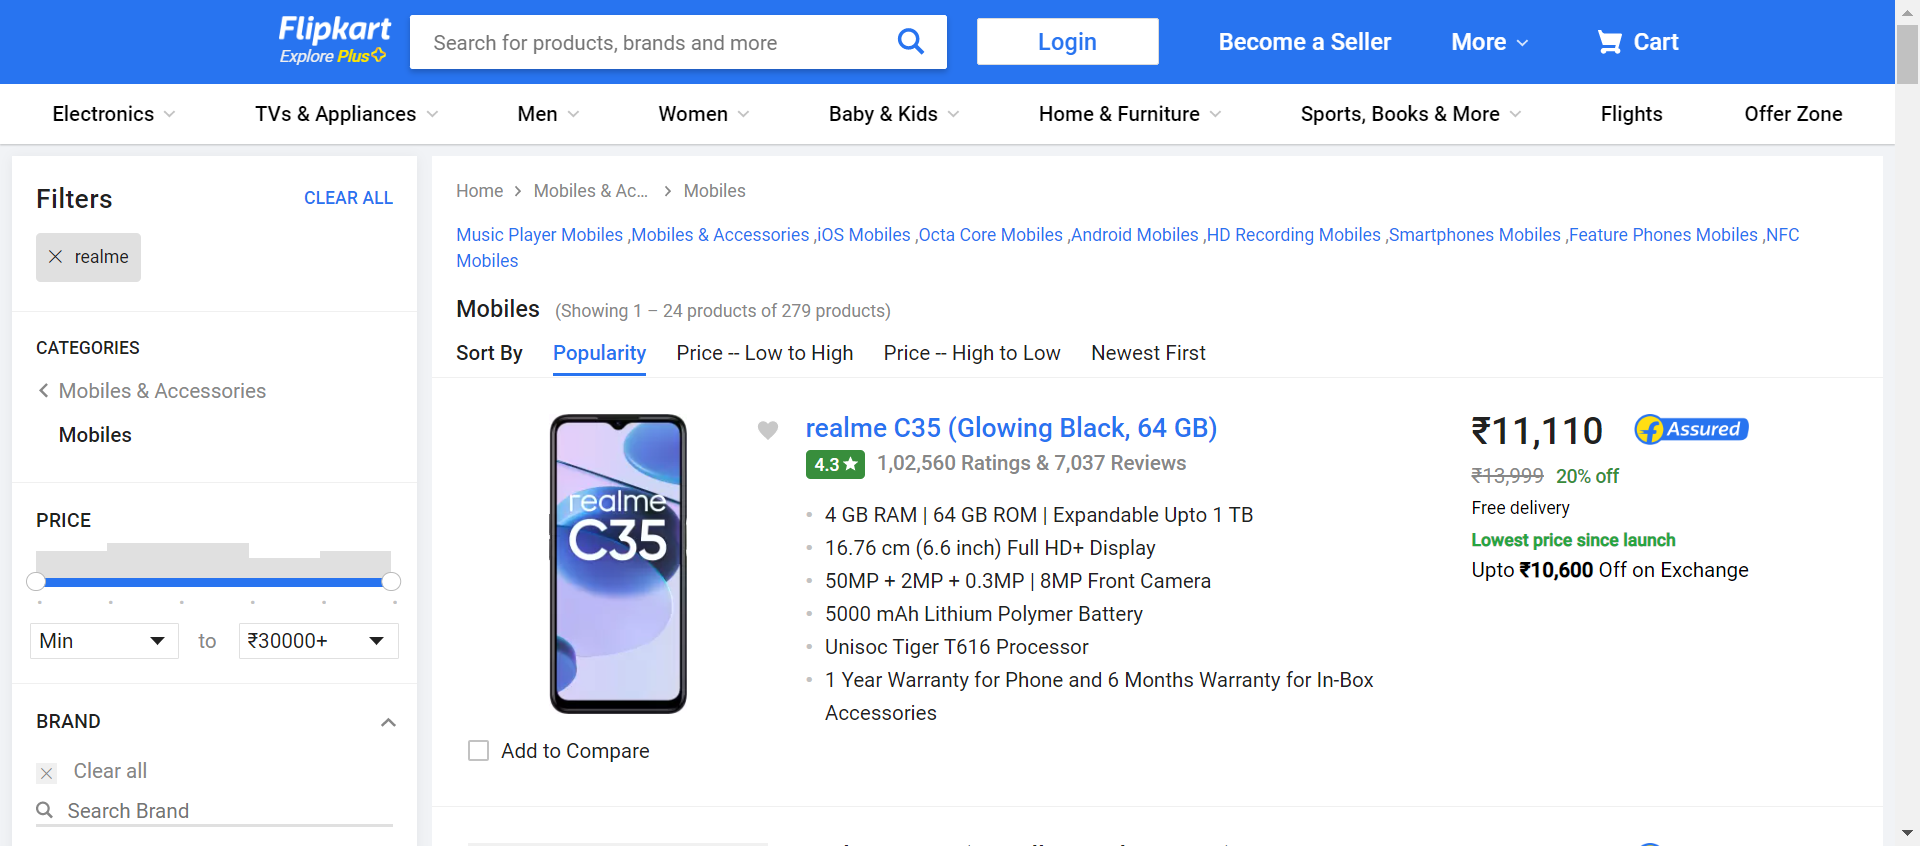 Flipkart
Explore Plus
Search for products, brands and more
Login
Become a Seller
More
Cart
Electronics
TVs & Appliances
Men
Women
Baby & Kids
Home & Furniture
Sports, Books & More
Flights
Offer Zone
Filters
CLEAR ALL
realme
CATEGORIES
Mobiles & Accessories
Mobiles
PRICE
Min
to
₹30000+
BRAND
Clear all
Search Brand
Home
Mobiles & Ac...
Mobiles
Music Player Mobiles ,Mobiles & Accessories ,iOS Mobiles ,Octa Core Mobiles ,Android Mobiles ,HD Recording Mobiles ,Smartphones Mobiles ,Feature Phones Mobiles ,NFC
Mobiles
Mobiles (Showing 1 – 24 products of 279 products)
Sort By
Popularity
Price -- Low to High
Price -- High to Low
Newest First
realme
C35
Add to Compare
realme C35 (Glowing Black, 64 GB)
4.3
1,02,560 Ratings & 7,037 Reviews
4 GB RAM | 64 GB ROM | Expandable Upto 1 TB
16.76 cm (6.6 inch) Full HD+ Display
50MP + 2MP + 0.3MP | 8MP Front Camera
5000 mAh Lithium Polymer Battery
Unisoc Tiger T616 Processor
1 Year Warranty for Phone and 6 Months Warranty for In-Box
Accessories
₹11,110
Assured
₹13,999 20% off
Free delivery
Lowest price since launch
Upto ₹10,600 Off on Exchange